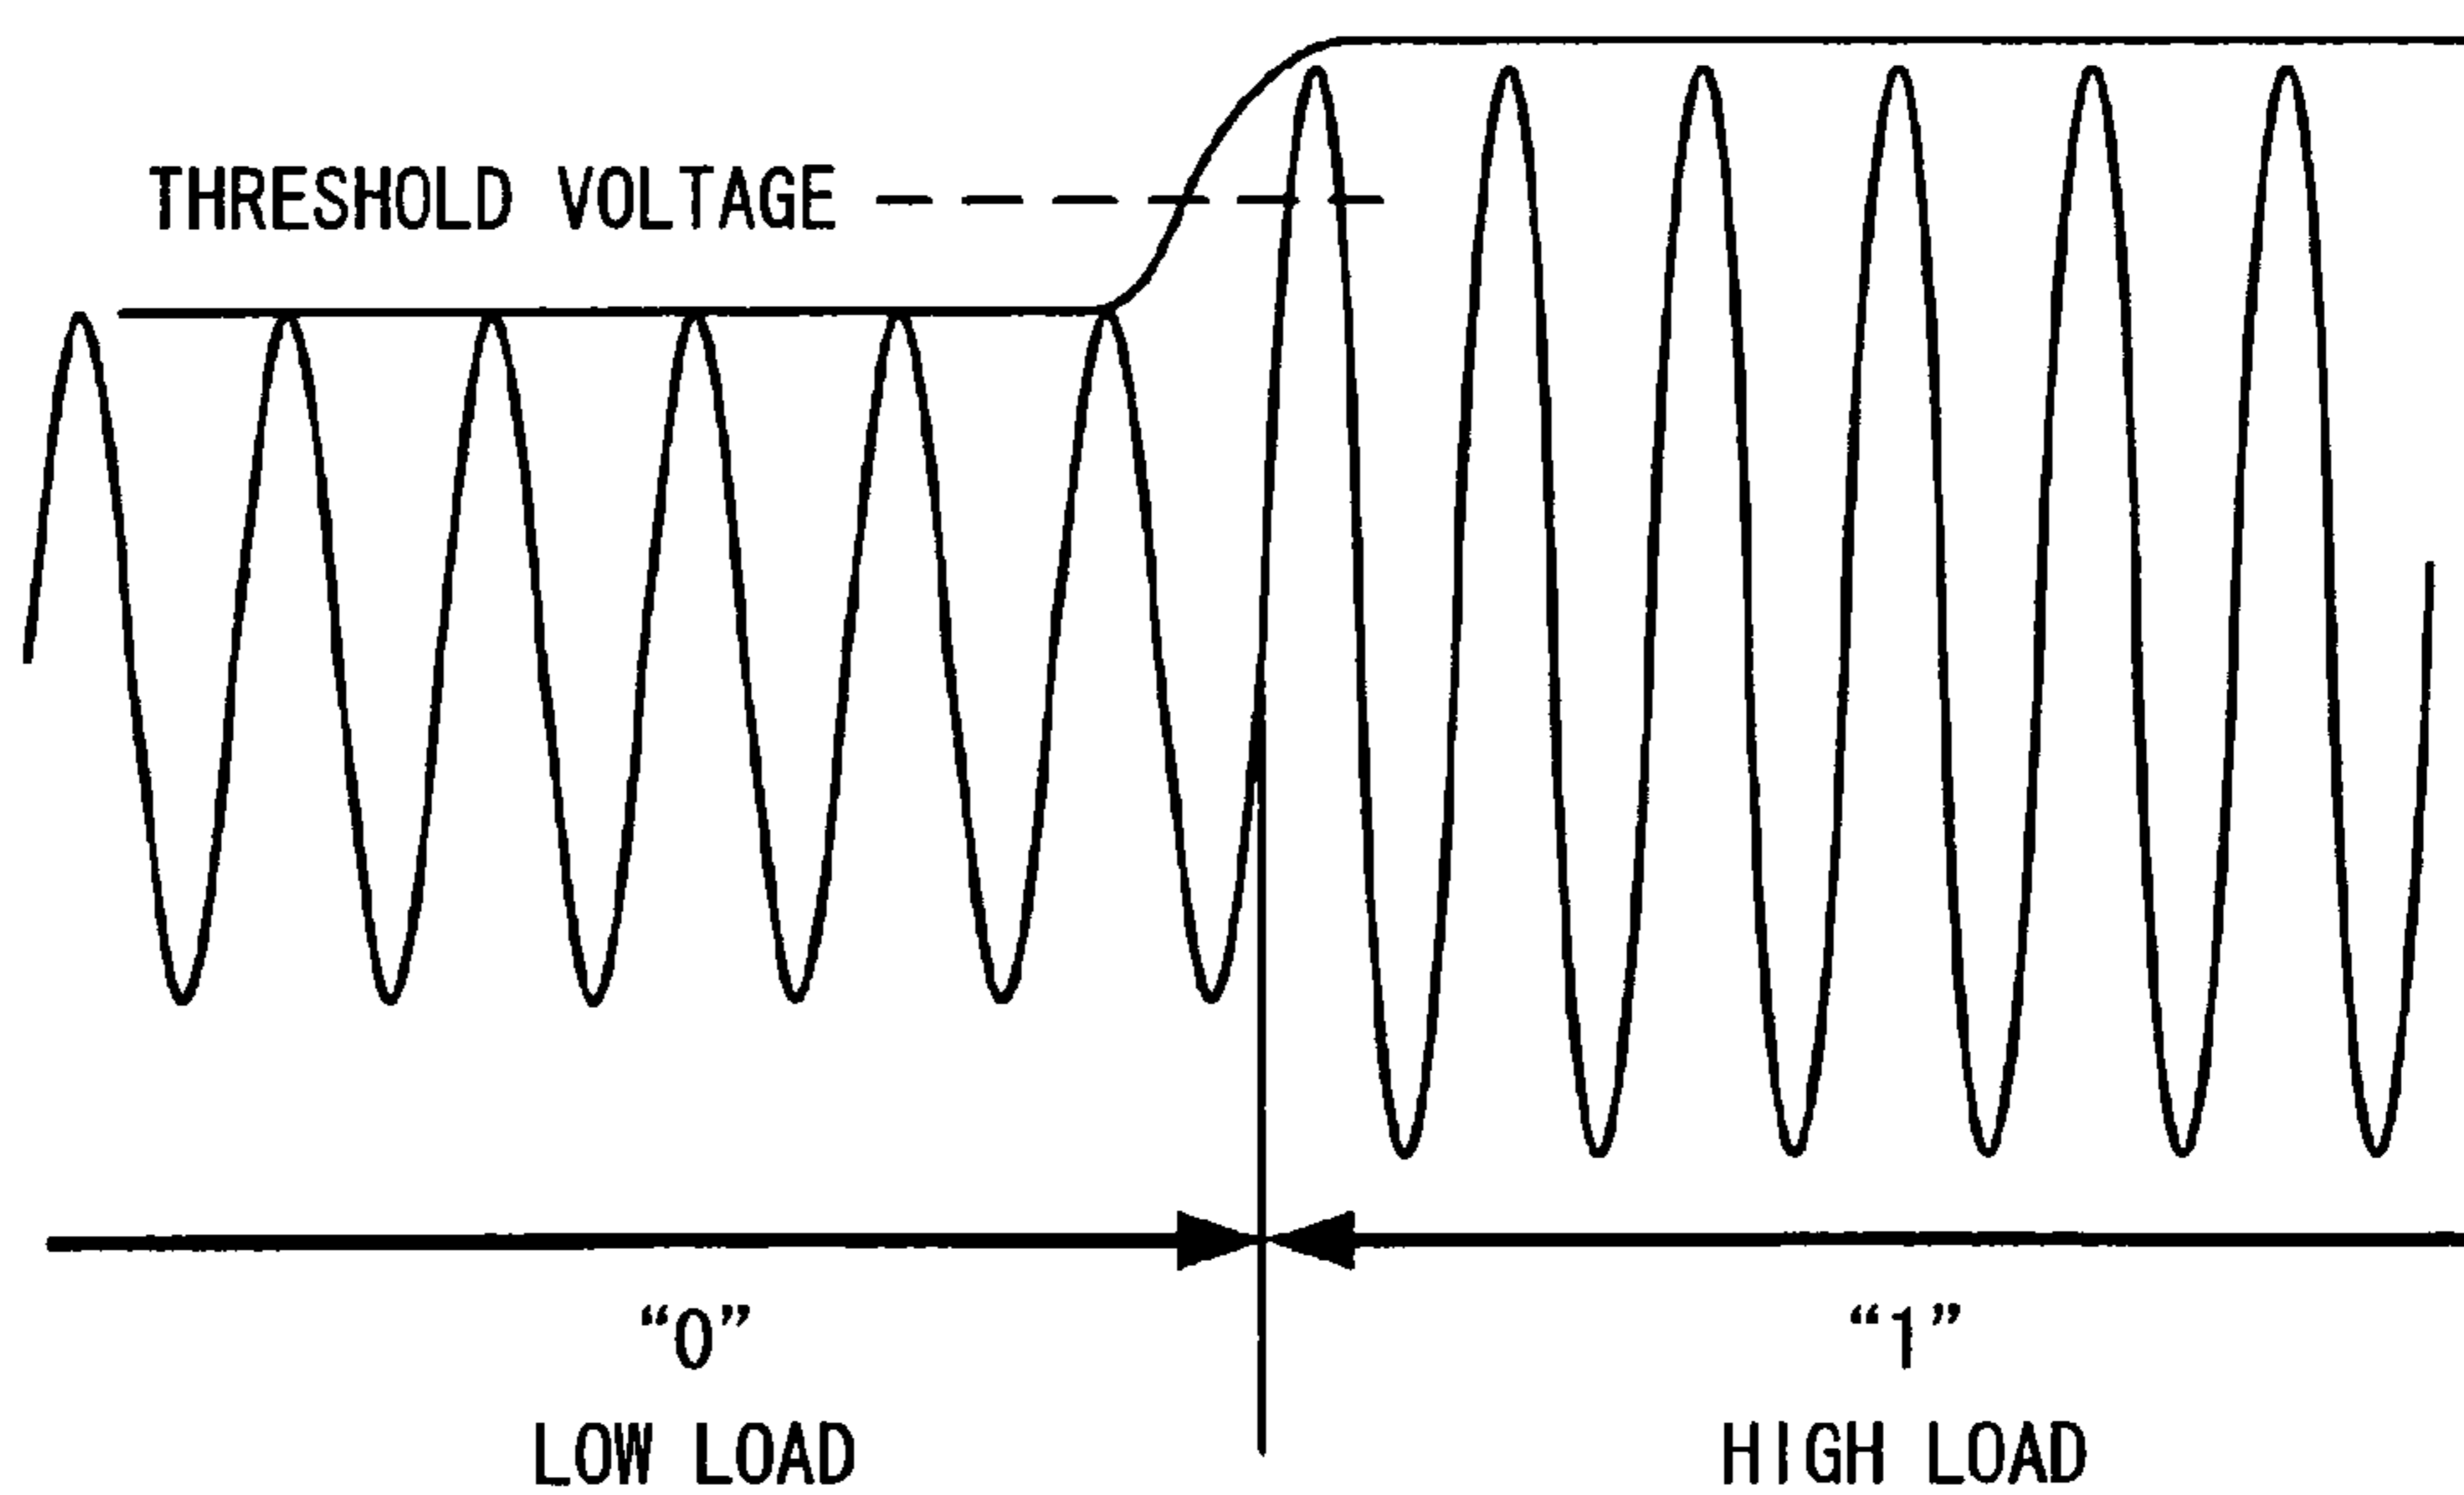 THRESHOLD VOLTAGE
“0”
LOW LOAD
“1”
HIGH LOAD